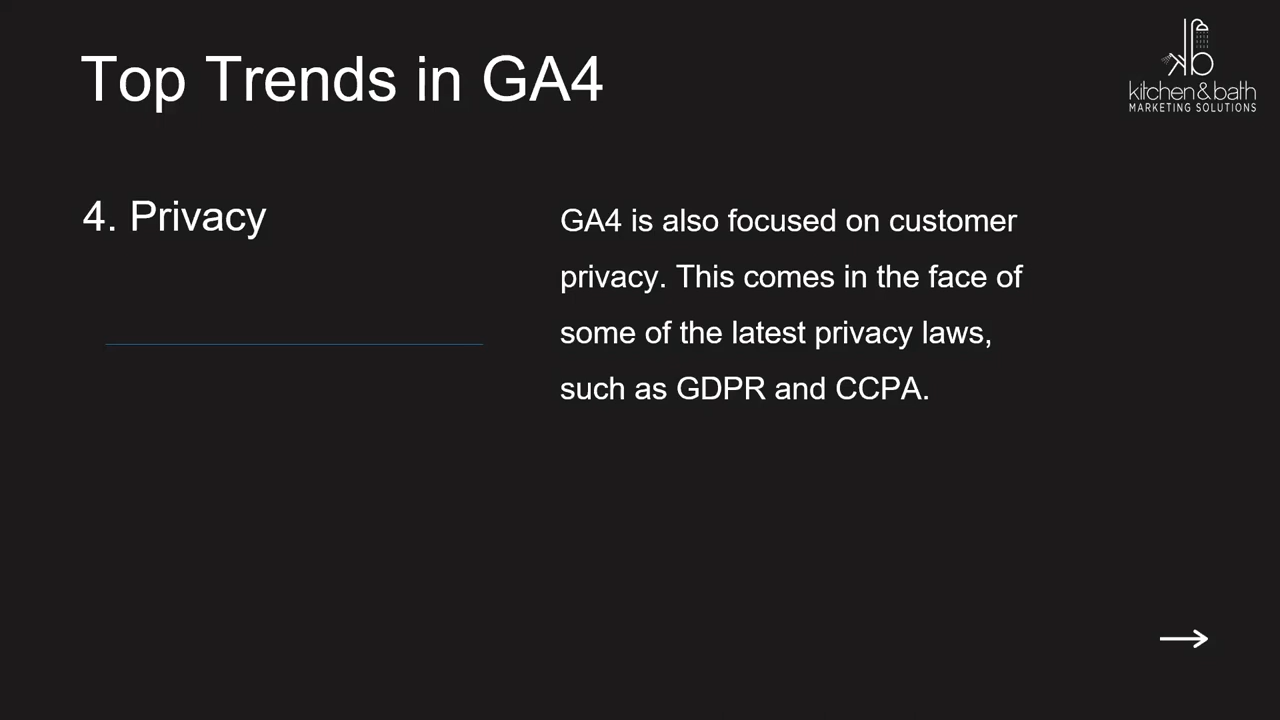 Top Trends in GA4
kitchen&bath
MARKETING SOLUTIONS
4. Privacy
GA4 is also focused on customer
privacy. This comes in the face of
some of the latest privacy laws,
such as GDPR and CCPA.